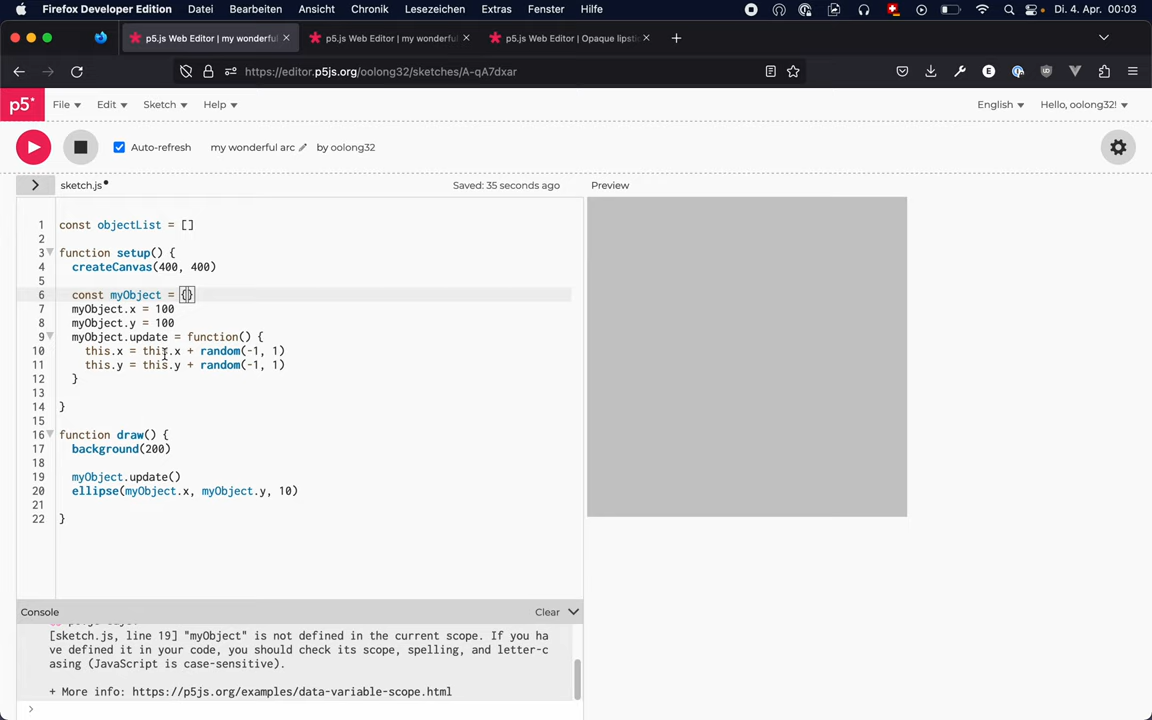 Firefox Developer Edition Datei Bearbeiten Ansicht Chronik Lesezeichen Extras Fenster Hilfe Di. 4. Apr. 00:03
p5.js Web Editor | my wonderful p5.js Web Editor | my wonderful p5.js Web Editor | Opaque lipsti
https://editor.p5js.org/oolong32/sketches/A-qA7dxar
p5* File Edit Sketch Help English Hello, oolong32!
Auto-refresh my wonderful arc by oolong32
sketch.js Saved: 35 seconds ago Preview
1 const objectList = []
2
3 function setup() {
4 createCanvas(400, 400)
5
6 const myObject = {}
7 myObject.x = 100
8 myObject.y = 100
9 myObject.update = function() {
10 this.x = this.x + random(-1, 1)
11 this.y = this.y + random(-1, 1)
12 }
13
14 }
15
16 function draw() {
17 background(200)
18
19 myObject.update()
20 ellipse(myObject.x, myObject.y, 10)
21
22 }
Console Clear
[sketch.js, line 19] "myObject" is not defined in the current scope. If you ha
ve defined it in your code, you should check its scope, spelling, and letter-c
asing (JavaScript is case-sensitive).
+ More info: https://p5js.org/examples/data-variable-scope.html
>